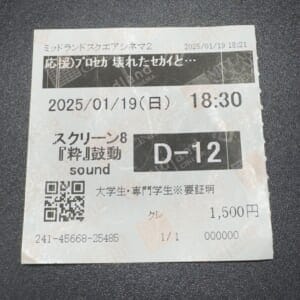 ミッドランドスクエアシネマ2 2025/01/19 18:21
応援)プロセカ 壊れたセカイと…
2025/01/19(日) 18:30
スクリーン8
『粋』鼓動
sound
D-12
大学生・専門学生※要証明
クレ 1,500円
241-45668-25485 1/1 000000